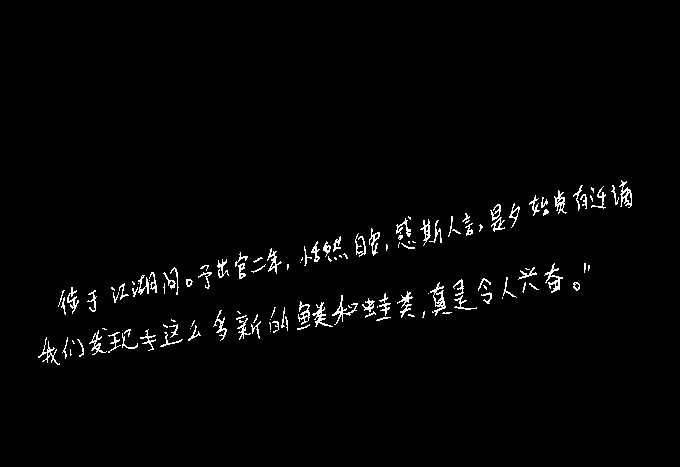 徙于江湖间。予出官二年,恬然自安,感斯人言,是夕始觉有迁谪
我们发现于这么多新的鱼类和蛙类,真是令人兴奋。"